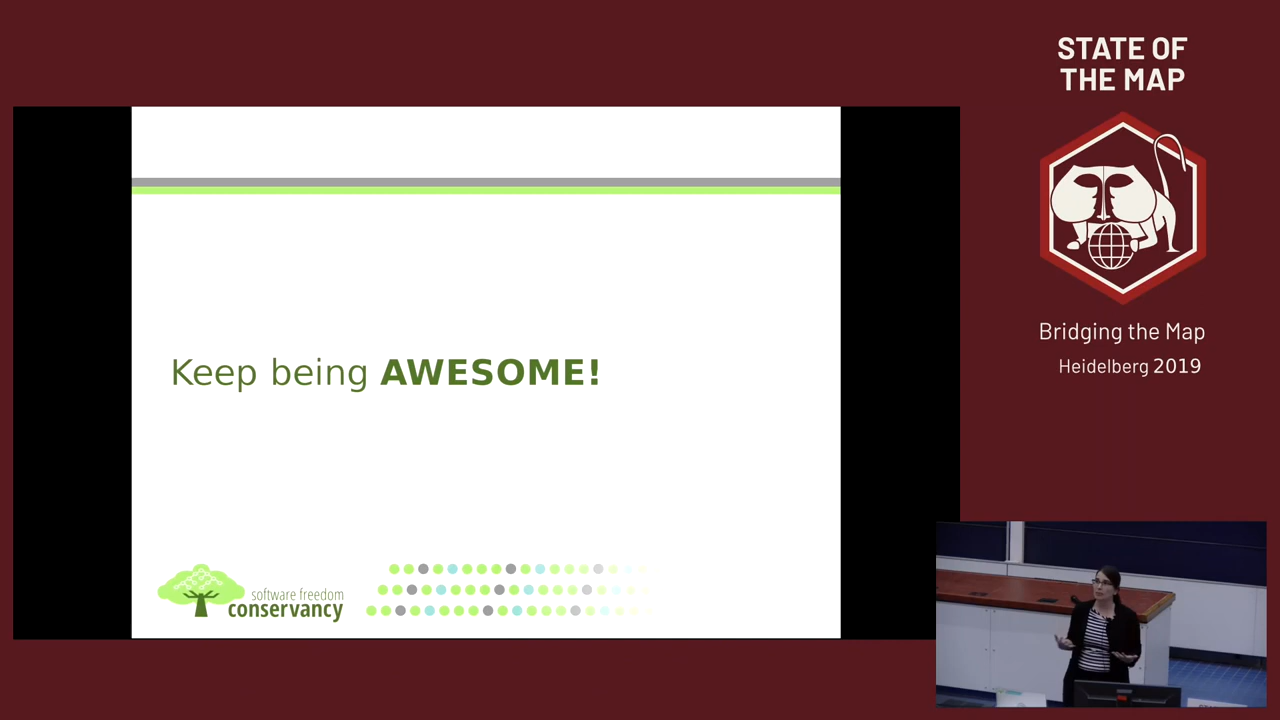 STATE OF
THE MAP
Bridging the Map
Heidelberg 2019
Keep being AWESOME!
software freedom
conservancy